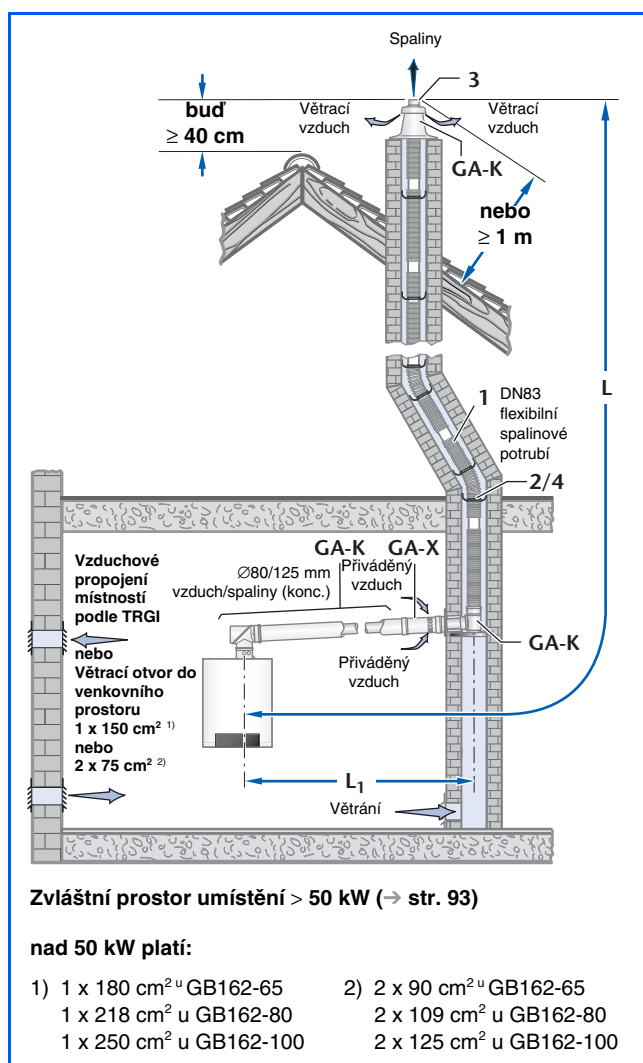 Spaliny
3
buď
≥ 40 cm
Větrací
vzduch
Větrací
vzduch
GA-K
nebo
≥ 1 m
L
1 DN83
flexibilní
spalinové
potrubí
2/4
Vzduchové
propojení
místností
podle TRGI
nebo
Větrací otvor do
venkovního
prostoru
1 x 150 cm² 1)
nebo
2 x 75 cm² 2)
GA-K GA-X
Ø80/125 mm
vzduch/spaliny (konc.)
Přiváděný
vzduch
GA-K
Přiváděný
vzduch
L1
Větrání
Zvláštní prostor umístění > 50 kW (→ str. 93)
nad 50 kW platí:
1) 1 x 180 cm² u GB162-65
1 x 218 cm² u GB162-80
1 x 250 cm² u GB162-100
2) 2 x 90 cm² u GB162-65
2 x 109 cm² u GB162-80
2 x 125 cm² u GB162-100